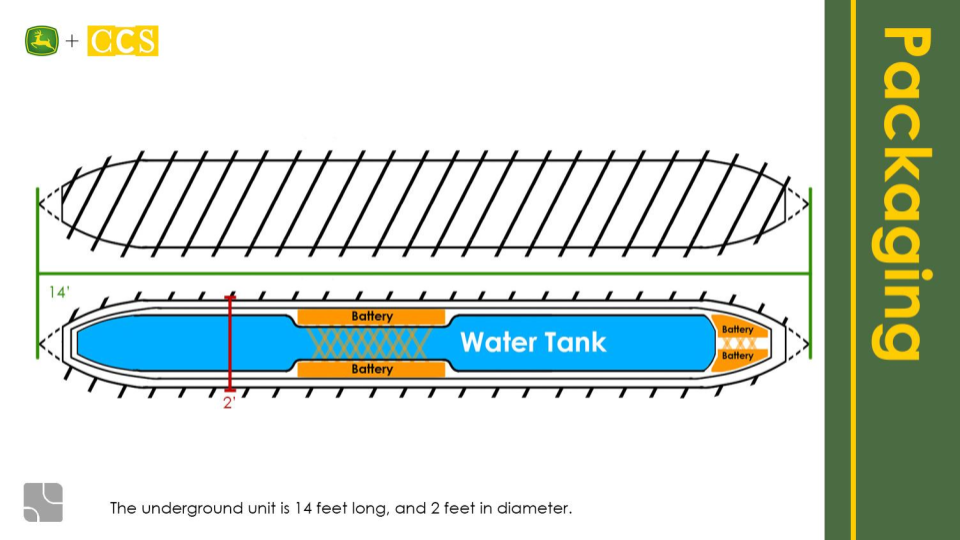 + CCS
Packaging
14'
Battery
Water Tank
Battery
Battery
Battery
2'
The underground unit is 14 feet long, and 2 feet in diameter.